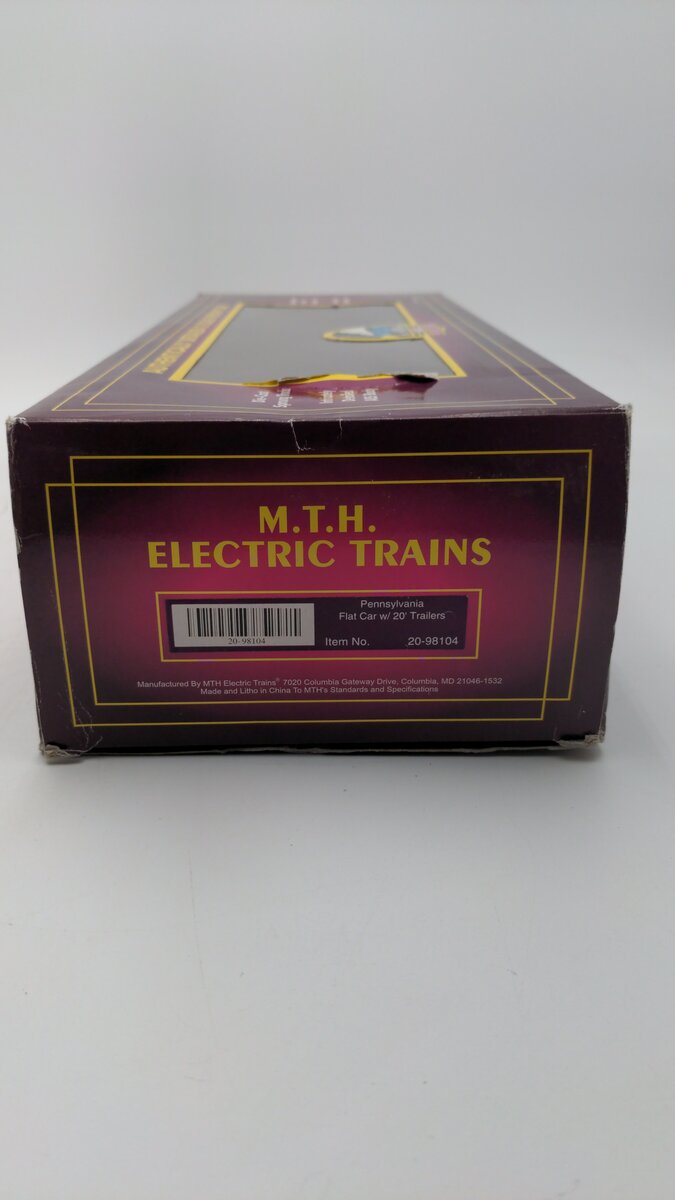 M.T.H.
ELECTRIC TRAINS
Pennsylvania
Flat Car w/ 20' Trailers
20-98104
Item No. 20-98104
Manufactured By MTH Electric Trains® 7020 Columbia Gateway Drive, Columbia, MD 21046-1532
Made and Litho in China To MTH's Standards and Specifications